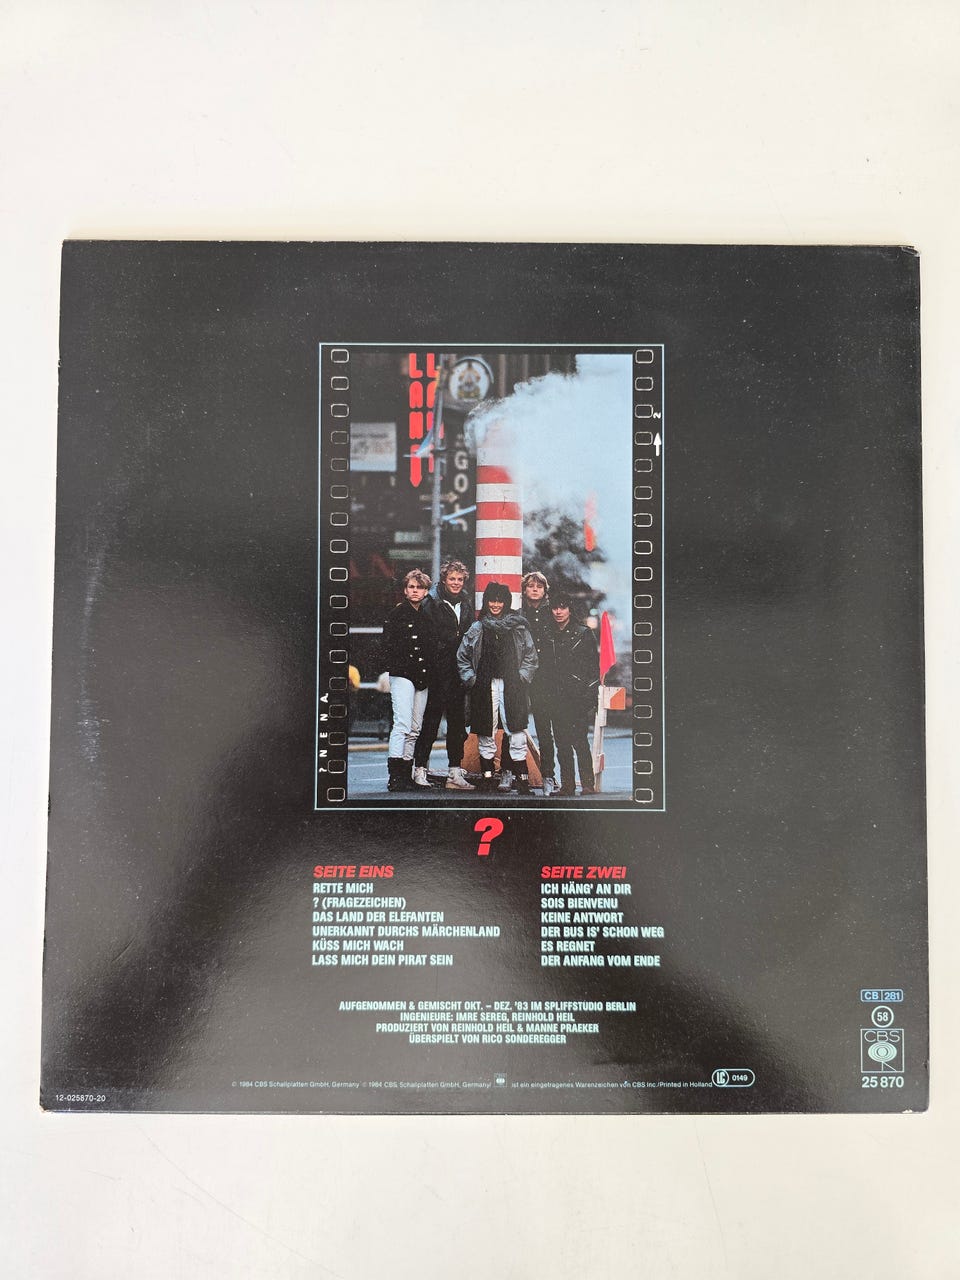 GO
2
? NENA
?
SEITE EINS
RETTE MICH
? (FRAGEZEICHEN)
DAS LAND DER ELEFANTEN
UNERKANNT DURCHS MÄRCHENLAND
KÜSS MICH WACH
LASS MICH DEIN PIRAT SEIN
SEITE ZWEI
ICH HÄNG' AN DIR
SOIS BIENVENU
KEINE ANTWORT
DER BUS IS' SCHON WEG
ES REGNET
DER ANFANG VOM ENDE
AUFGENOMMEN & GEMISCHT OKT. – DEZ. '83 IM SPLIFFSTUDIO BERLIN
INGENIEURE: IMRE SEREG, REINHOLD HEIL
PRODUZIERT VON REINHOLD HEIL & MANNE PRAEKER
ÜBERSPIELT VON RICO SONDEREGGER
CB 281
58
CBS
25 870
© 1984 CBS Schallplatten GmbH, Germany/ ℗ 1984 CBS Schallplatten GmbH, Germany/ CBS ist ein eingetragenes Warenzeichen von CBS Inc./Printed in Holland LC 0149
12-025870-20